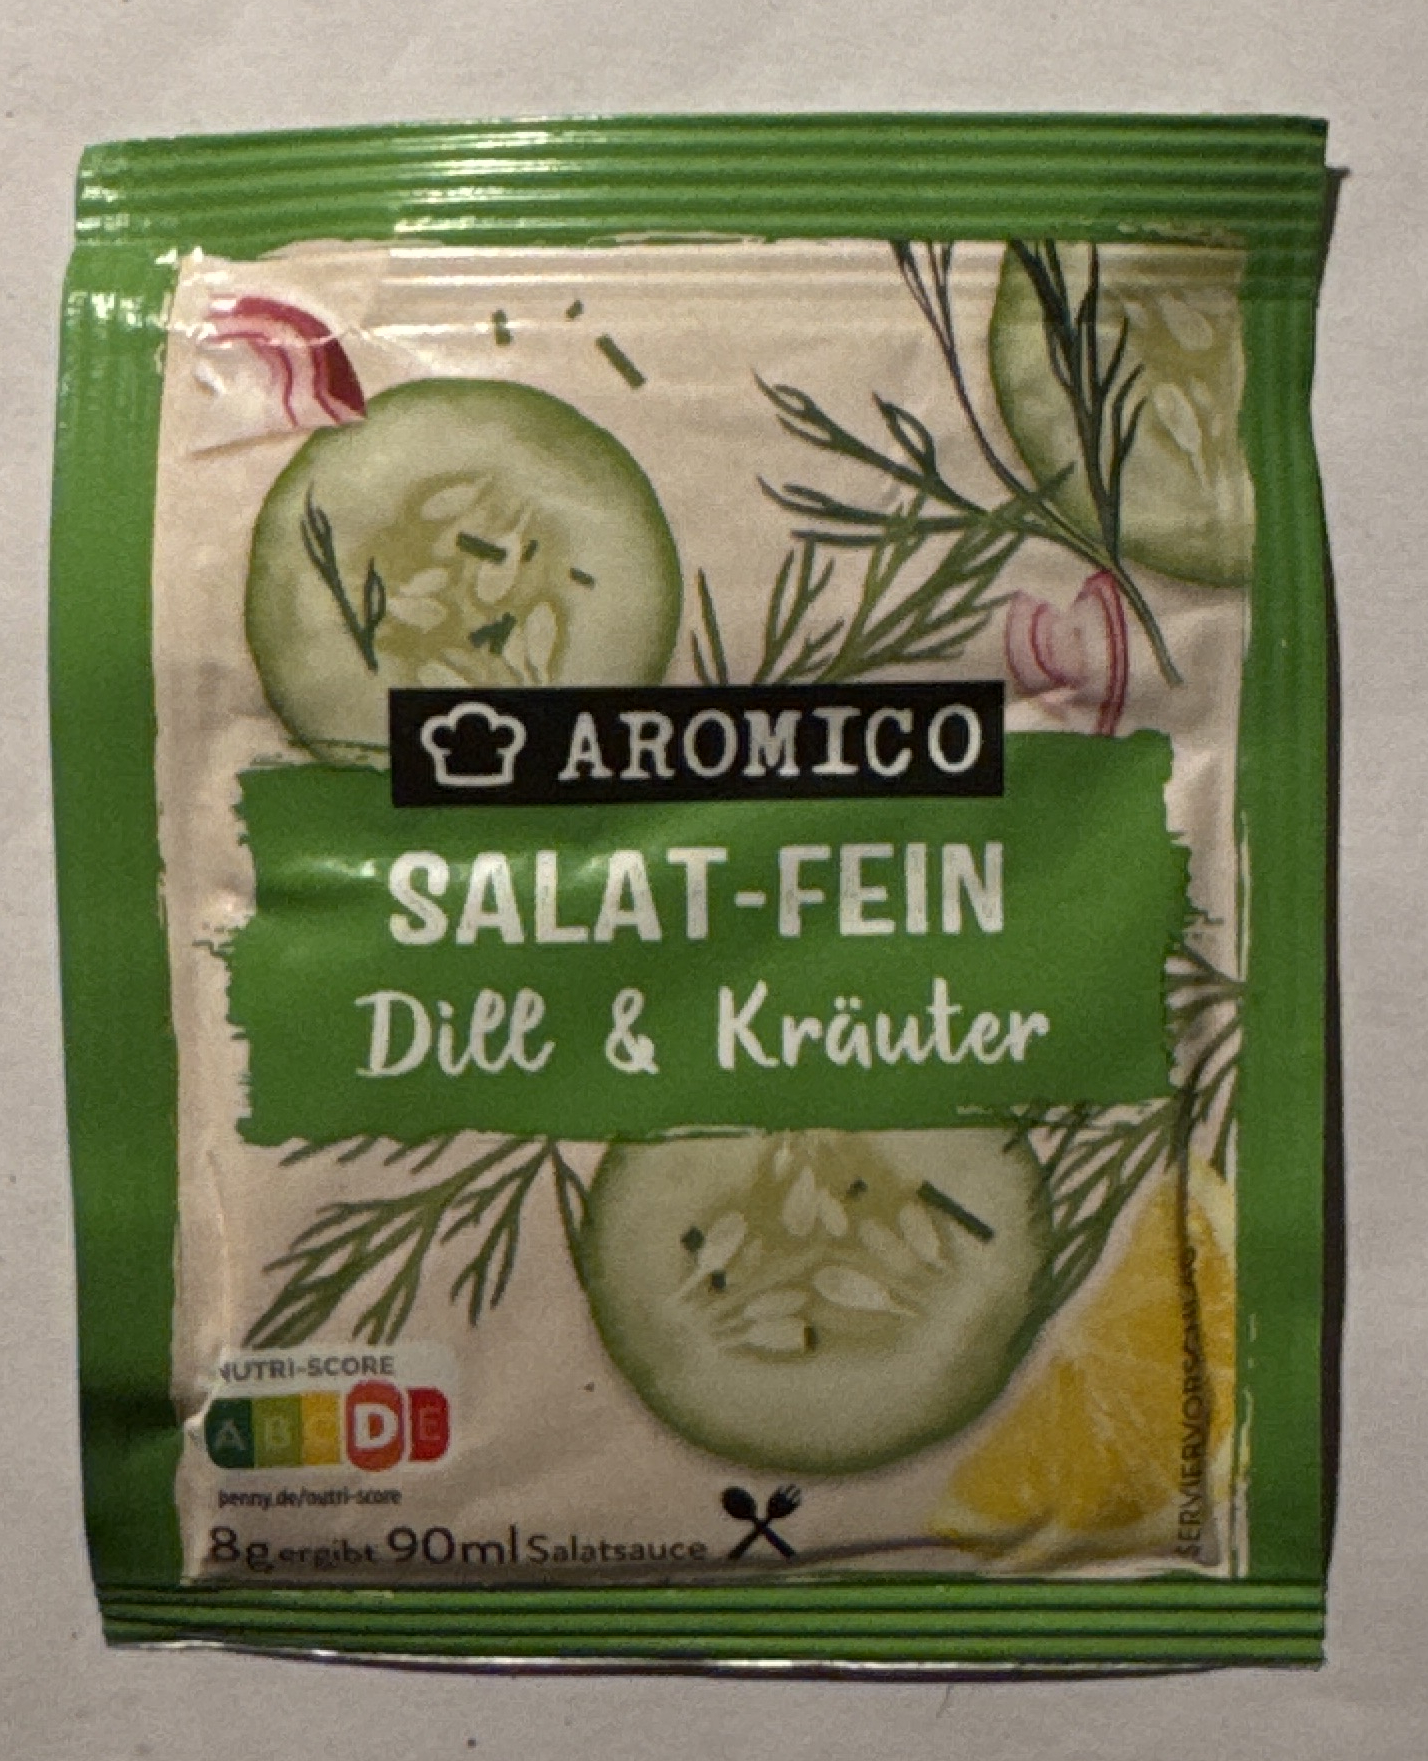 AROMICO
SALAT-FEIN
Dill & Kräuter
NUTRI-SCORE
A B C D E
penny.de/nutri-score
8g ergibt 90ml Salatsauce
SERVIERVORSCHLAG